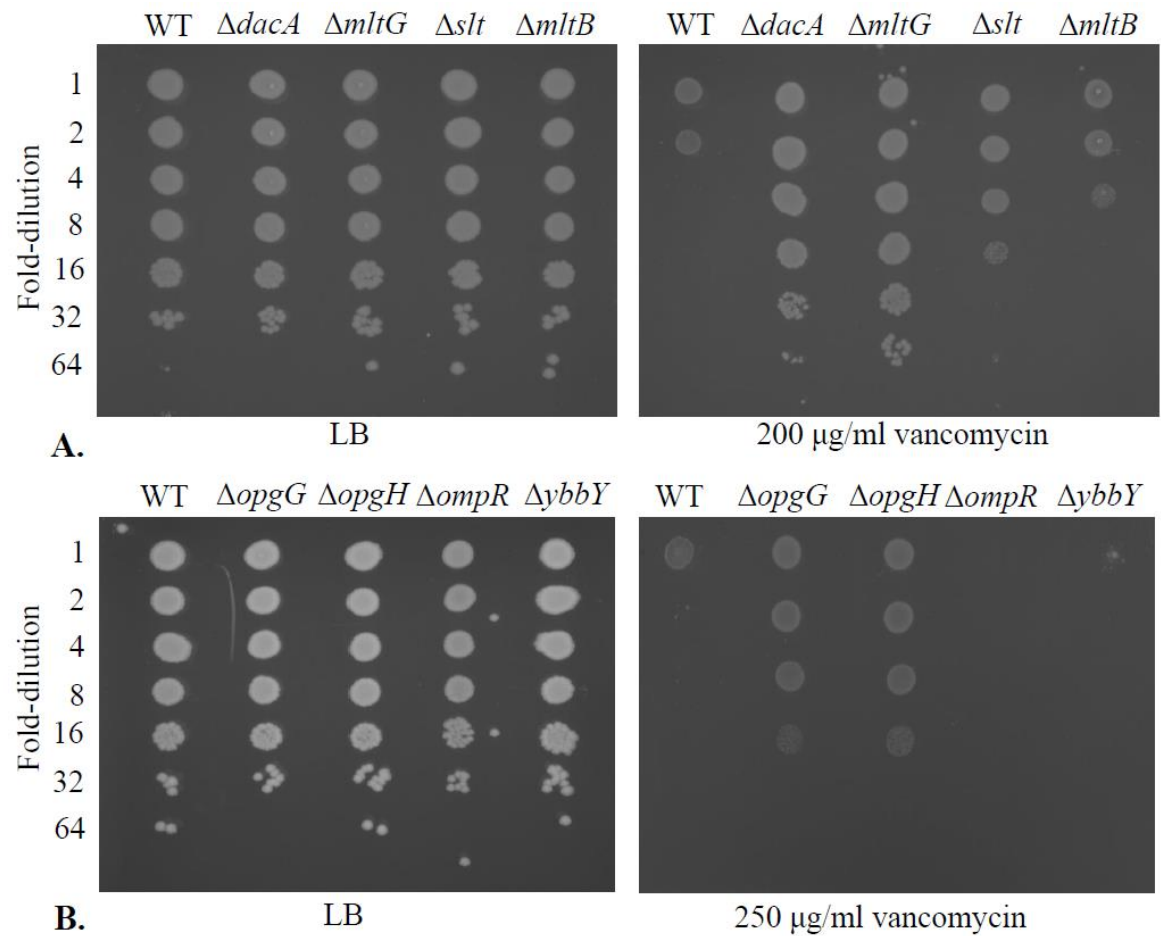 WT ΔdacA ΔmltG Δslt ΔmltB
WT ΔdacA ΔmltG Δslt ΔmltB
Fold-dilution
1
2
4
8
16
32
64
A.
LB
200 μg/ml vancomycin
WT ΔopgG ΔopgH ΔompR ΔybbY
WT ΔopgG ΔopgH ΔompR ΔybbY
Fold-dilution
1
2
4
8
16
32
64
B.
LB
250 μg/ml vancomycin